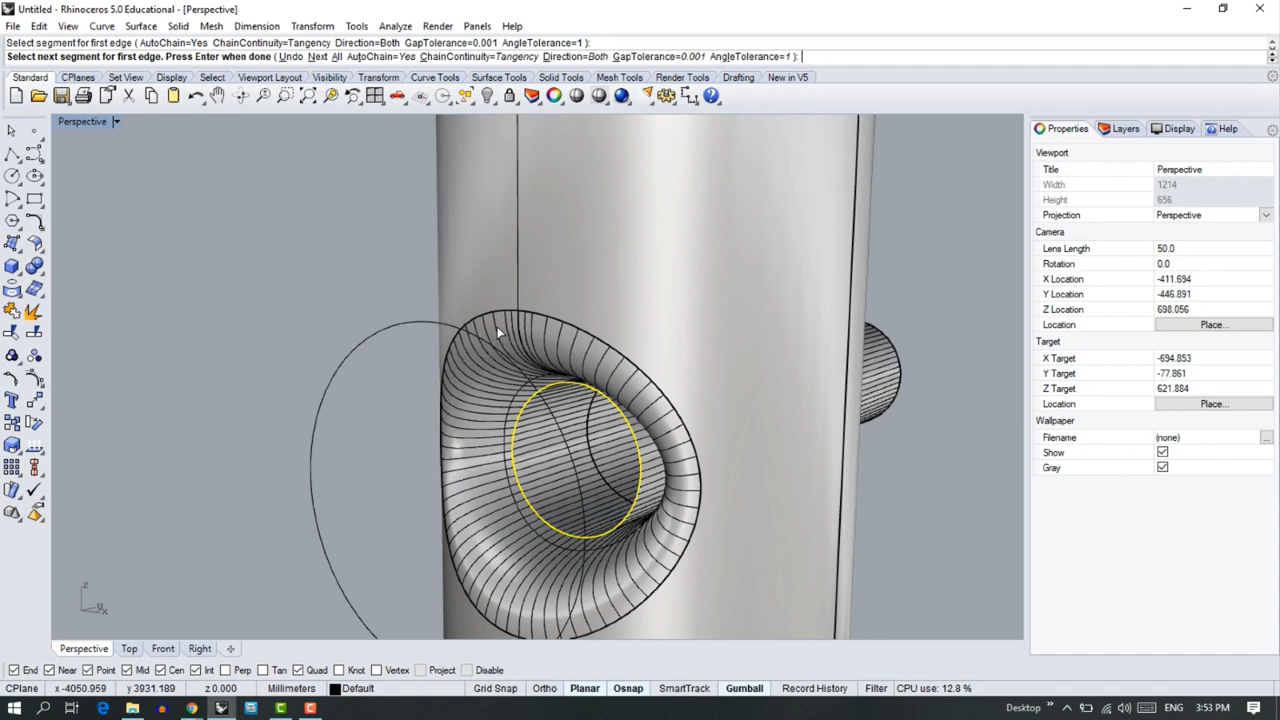 Untitled - Rhinoceros 5.0 Educational - [Perspective]
File Edit View Curve Surface Solid Mesh Dimension Transform Tools Analyze Render Panels Help
Select segment for first edge ( AutoChain=Yes ChainContinuity=Tangency Direction=Both GapTolerance=0.001 AngleTolerance=1 ):
Select next segment for first edge. Press Enter when done ( Undo Next All AutoChain=Yes ChainContinuity=Tangency Direction=Both GapTolerance=0.001 AngleTolerance=1 ):
Standard CPlanes Set View Display Select Viewport Layout Visibility Transform Curve Tools Surface Tools Solid Tools Mesh Tools Render Tools Drafting New in V5
Perspective
Properties Layers Display Help
Viewport
Title Perspective
Width 1214
Height 656
Projection Perspective
Camera
Lens Length 50.0
Rotation 0.0
X Location -411.694
Y Location -446.891
Z Location 698.056
Location Place...
Target
X Target -694.853
Y Target -77.861
Z Target 621.884
Location Place...
Wallpaper
Filename (none) ...
Show
Gray
z
x
Perspective Top Front Right
End Near Point Mid Cen Int Perp Tan Quad Knot Vertex Project Disable
CPlane x -4050.959 y 3931.189 z 0.000 Millimeters Default Grid Snap Ortho Planar Osnap SmartTrack Gumball Record History Filter CPU use: 12.8 %
Desktop ENG 3:53 PM